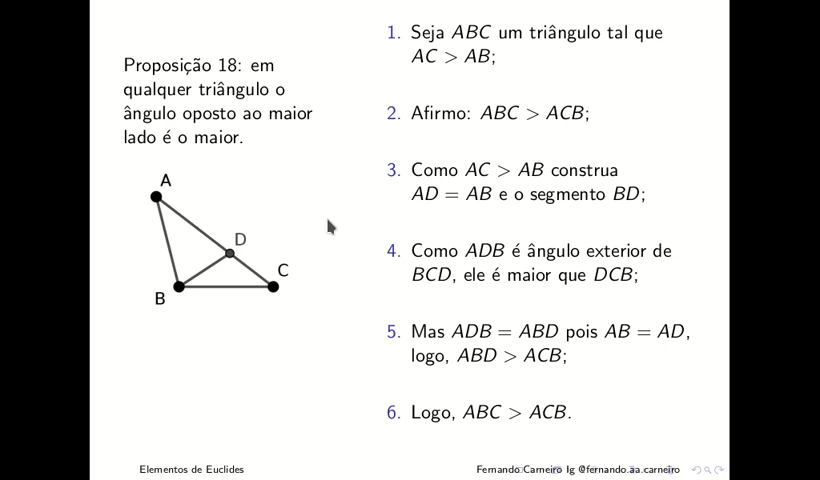 Proposição 18: em
qualquer triângulo o
ângulo oposto ao maior
lado é o maior.
A
D
C
B
1. Seja ABC um triângulo tal que
AC > AB;
2. Afirmo: ABC > ACB;
3. Como AC > AB construa
AD = AB e o segmento BD;
4. Como ADB é ângulo exterior de
BCD, ele é maior que DCB;
5. Mas ADB = ABD pois AB = AD,
logo, ABD > ACB;
6. Logo, ABC > ACB.
Elementos de Euclides
Fernando Carneiro Ig @fernando.aa.carneiro